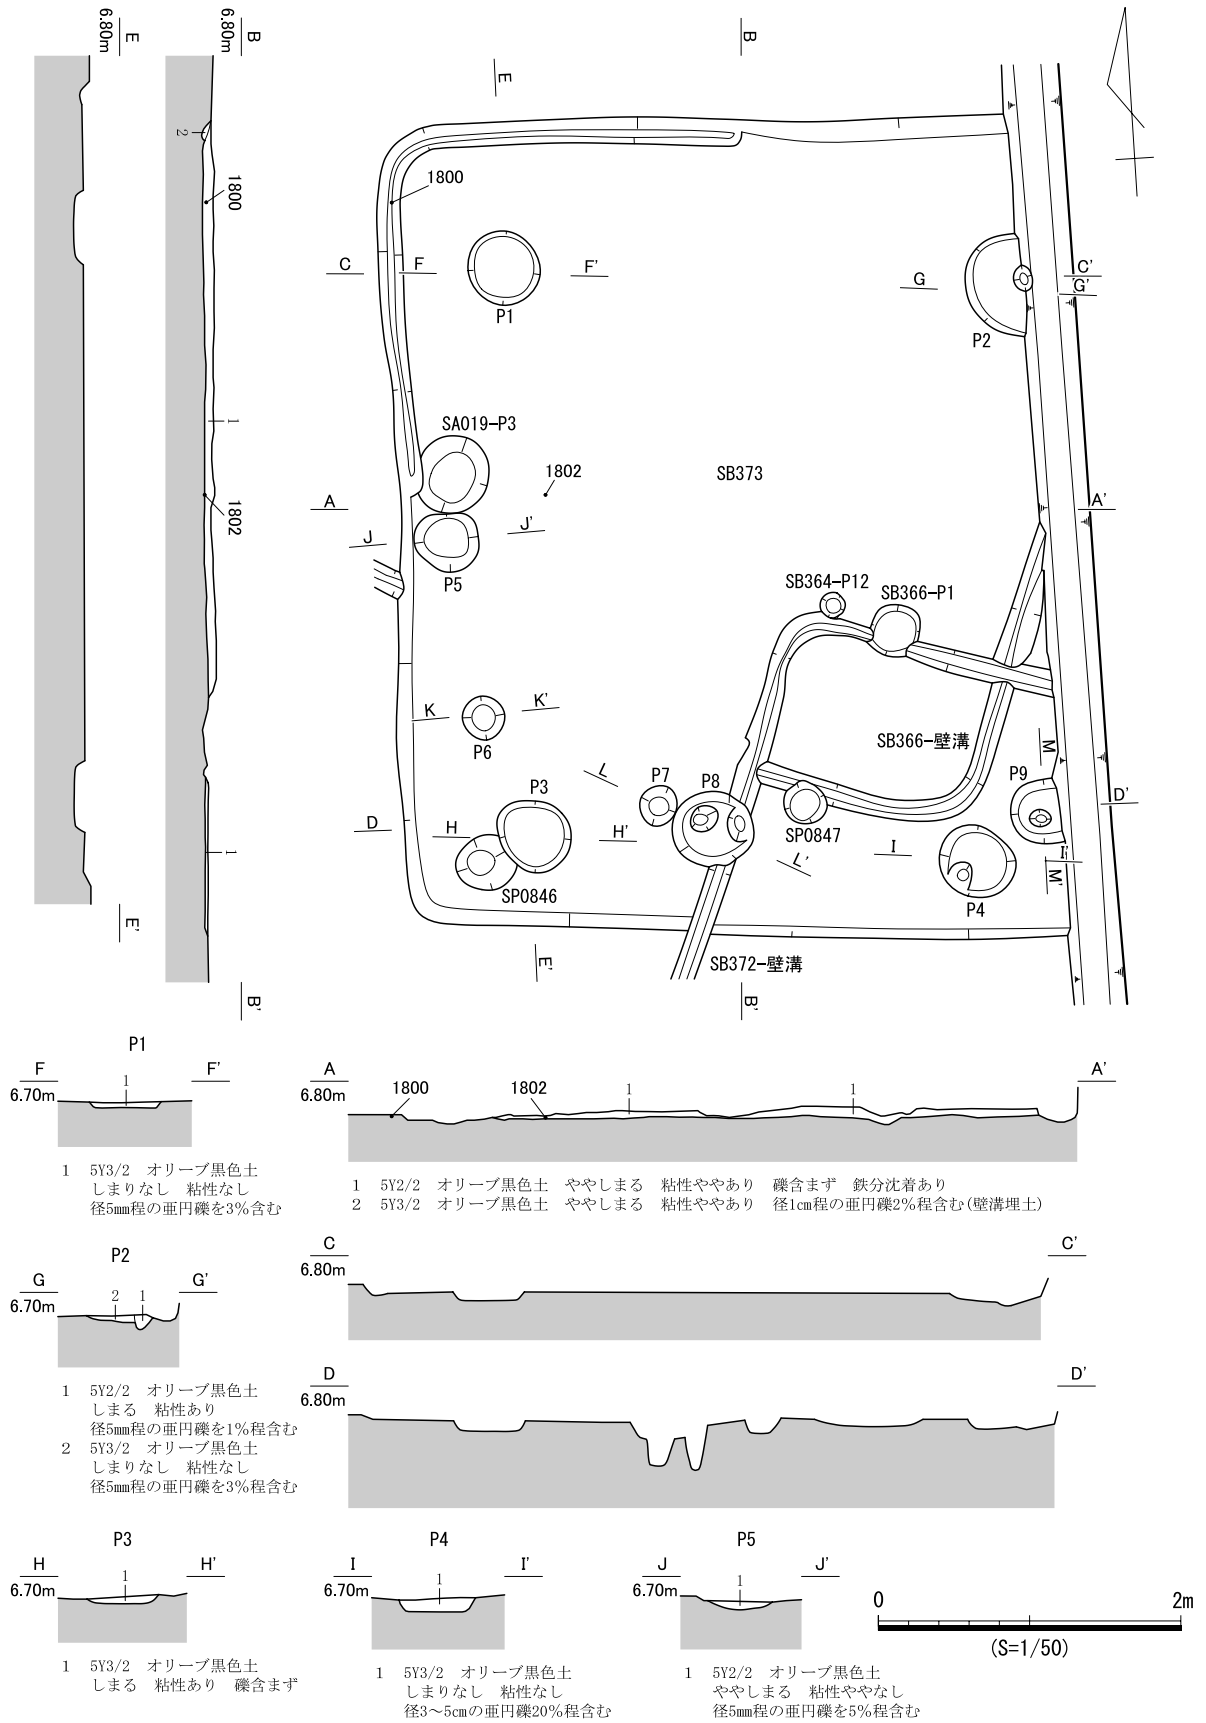 E
6.80m
B
6.80m
2
1800
1
1802
1
E'
B'
B
E
1800
C
F
F'
P1
G
C'
G'
P2
SA019-P3
1802
SB373
A
A'
J
J'
P5
SB364-P12
SB366-P1
K
K'
P6
SB366-壁溝
M
L
P7
P8
P9
P3
D
D'
H
H'
SP0847
I
I'
L'
M'
SP0846
P4
E'
SB372-壁溝
B'
P1
F
F'
6.70m
1
1 5Y3/2 オリーブ黒色土
しまりなし 粘性なし
径5mm程の亜円礫を3%含む
A
A'
6.80m
1800
1802
1
1
1 5Y2/2 オリーブ黒色土 ややしまる 粘性ややあり 礫含まず 鉄分沈着あり
2 5Y3/2 オリーブ黒色土 ややしまる 粘性ややあり 径1cm程の亜円礫2%程含む(壁溝埋土)
P2
G
G'
6.70m
2
1
1 5Y2/2 オリーブ黒色土
しまる 粘性あり
径5mm程の亜円礫を1%程含む
2 5Y3/2 オリーブ黒色土
しまりなし 粘性なし
径5mm程の亜円礫を3%程含む
C
C'
6.80m
D
D'
6.80m
P3
H
H'
6.70m
1
1 5Y3/2 オリーブ黒色土
しまる 粘性あり 礫含まず
P4
I
I'
6.70m
1
1 5Y3/2 オリーブ黒色土
しまりなし 粘性なし
径3～5cmの亜円礫20%程含む
P5
J
J'
6.70m
1
1 5Y2/2 オリーブ黒色土
ややしまる 粘性ややなし
径5mm程の亜円礫を5%程含む
0
2m
(S=1/50)